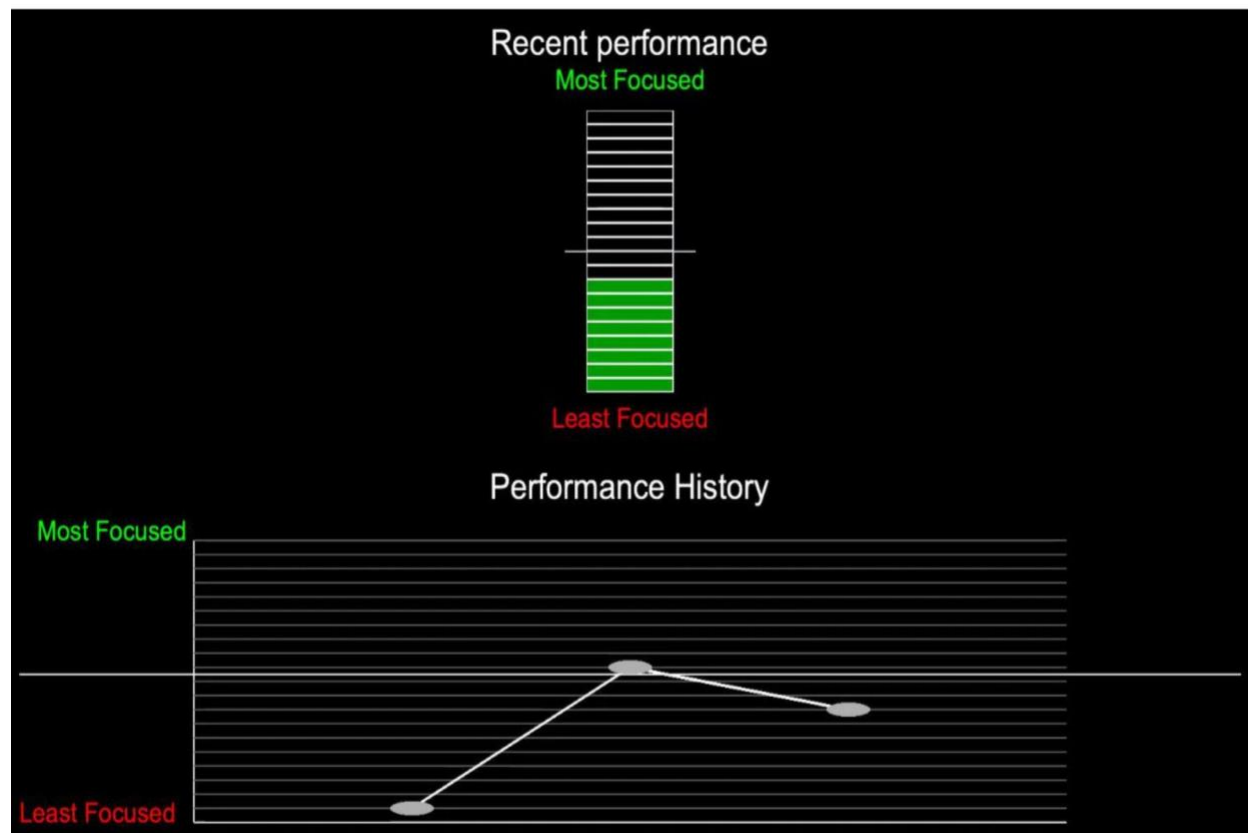 Recent performance
Most Focused
Least Focused
Performance History
Most Focused
Least Focused